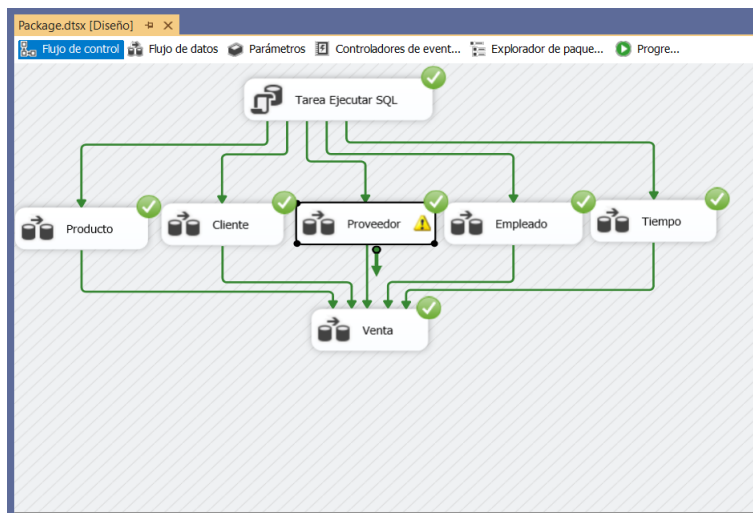 Package.dtsx [Diseño]
Flujo de control Flujo de datos Parámetros Controladores de event... Explorador de paque... Progre...
Tarea Ejecutar SQL
Producto Cliente Proveedor Empleado Tiempo
Venta